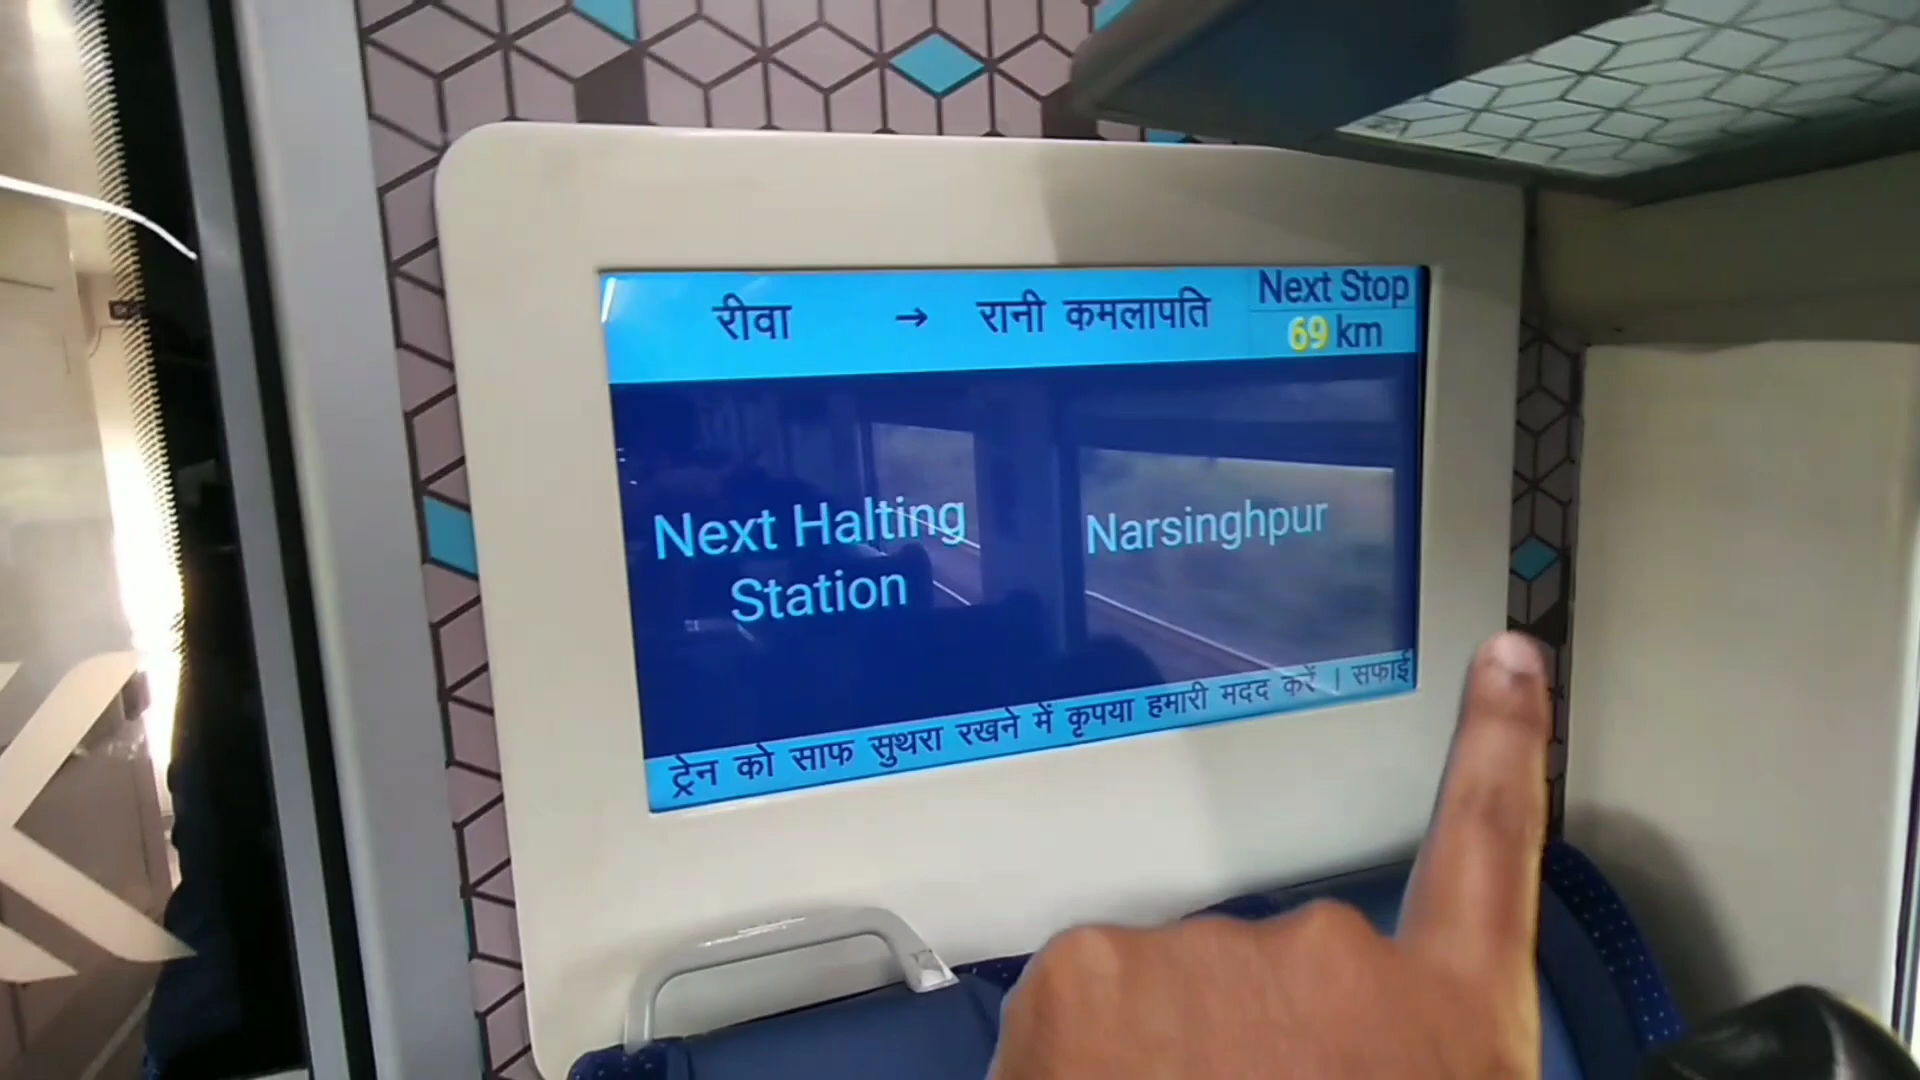 रीवा → रानी कमलापति
Next Stop
69 km
Next Halting
Station
Narsinghpur
ट्रेन को साफ सुथरा रखने में कृपया हमारी मदद करें | सफाई